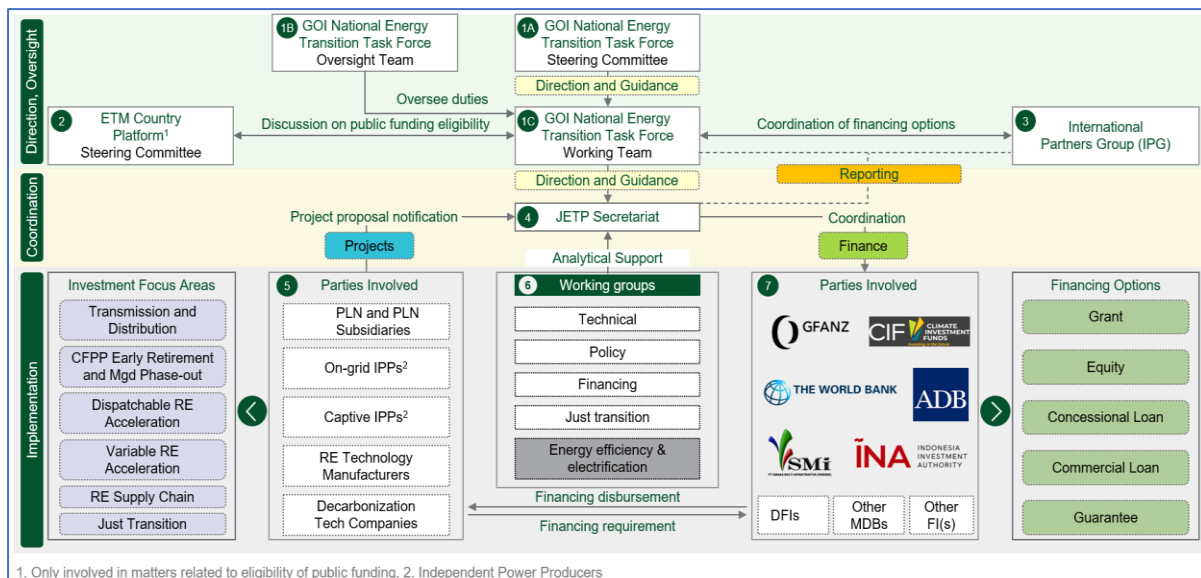 Direction, Oversight
1B
GOI National Energy
Transition Task Force
Oversight Team
1A
GOI National Energy
Transition Task Force
Steering Committee
Direction and Guidance
Oversee duties
2
ETM Country
Platform¹
Steering Committee
Discussion on public funding eligibility
1C
GOI National Energy
Transition Task Force
Working Team
Coordination of financing options
3
International
Partners Group (IPG)
Direction and Guidance
Reporting
Coordination
Project proposal notification
4
JETP Secretariat
Coordination
Projects
Finance
Analytical Support
Implementation
Investment Focus Areas
Transmission and
Distribution
CFPP Early Retirement
and Mgd Phase-out
Dispatchable RE
Acceleration
Variable RE
Acceleration
RE Supply Chain
Just Transition
5
Parties Involved
PLN and PLN
Subsidiaries
On-grid IPPs²
Captive IPPs²
RE Technology
Manufacturers
Decarbonization
Tech Companies
6
Working groups
Technical
Policy
Financing
Just transition
Energy efficiency &
electrification
Financing disbursement
Financing requirement
7
Parties Involved
GFANZ
CIF
CLIMATE
INVESTMENT
FUNDS
THE WORLD BANK
ADB
SMi
INA
INDONESIA
INVESTMENT
AUTHORITY
DFIs
Other
MDBs
Other
FI(s)
Financing Options
Grant
Equity
Concessional Loan
Commercial Loan
Guarantee
1. Only involved in matters related to eligibility of public funding, 2. Independent Power Producers